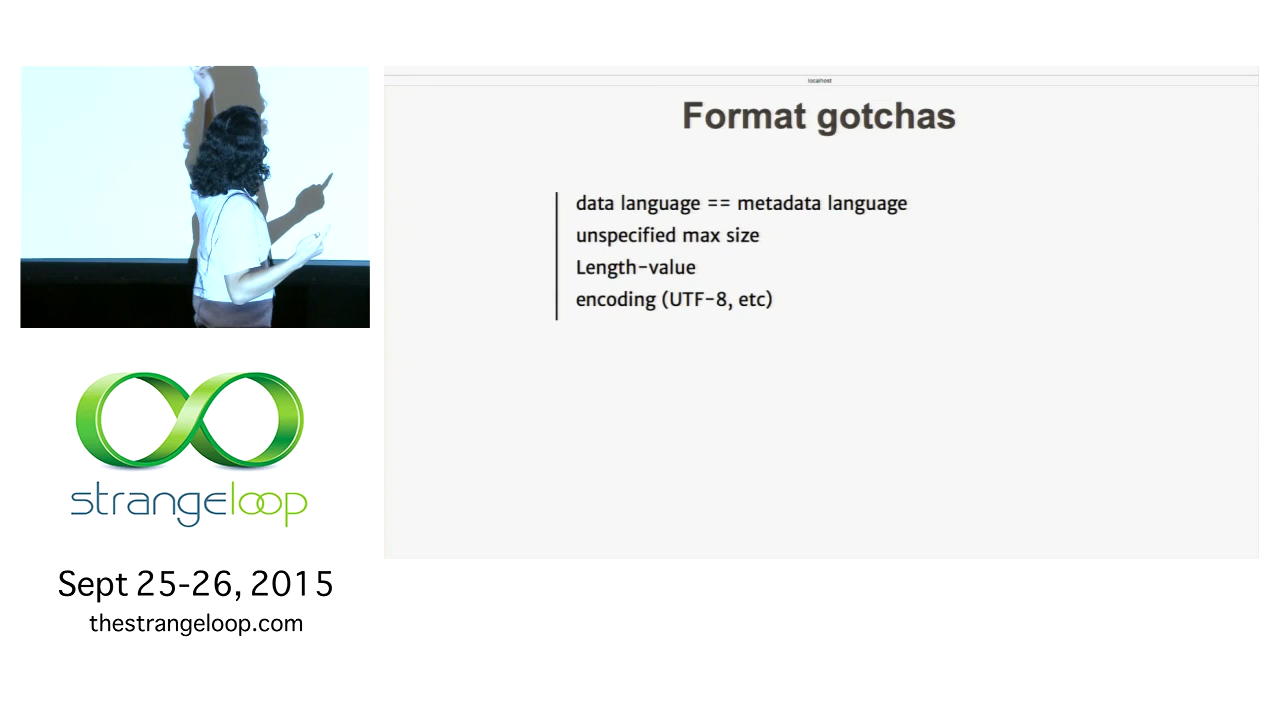 localhost
Format gotchas
data language == metadata language
unspecified max size
Length-value
encoding (UTF-8, etc)
strangeloop
Sept 25-26, 2015
thestrangeloop.com